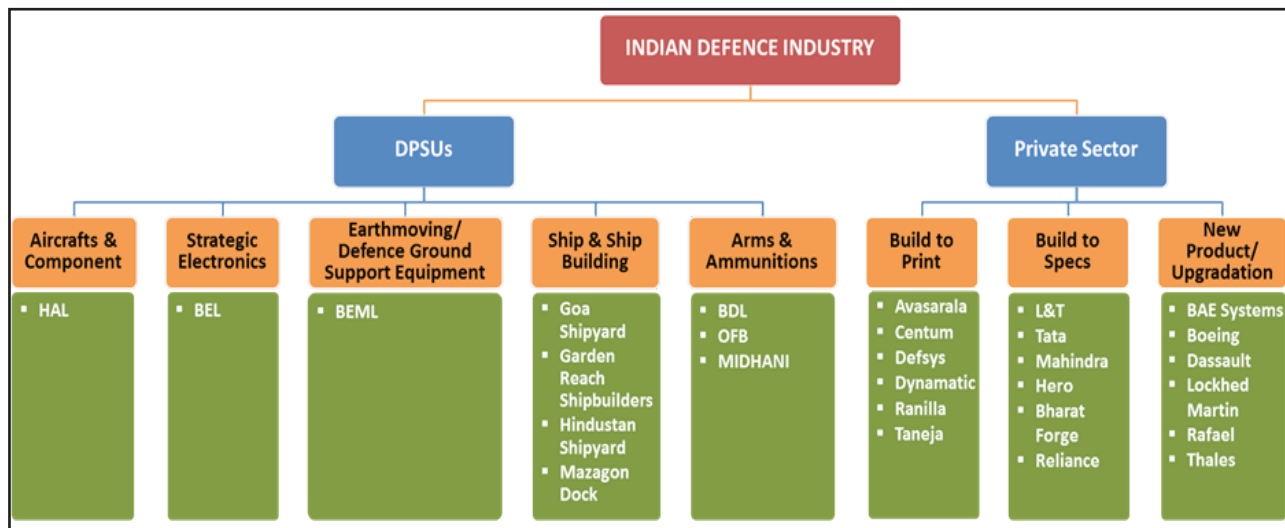 INDIAN DEFENCE INDUSTRY
DPSUs
Private Sector
Aircrafts &
Component
Strategic
Electronics
Earthmoving/
Defence Ground
Support Equipment
Ship & Ship
Building
Arms &
Ammunitions
Build to
Print
Build to
Specs
New
Product/
Upgradation
▪ HAL
▪ BEL
▪ BEML
▪ Goa
Shipyard
▪ Garden
Reach
Shipbuilders
▪ Hindustan
Shipyard
▪ Mazagon
Dock
▪ BDL
▪ OFB
▪ MIDHANI
▪ Avasarala
▪ Centum
▪ Defsys
▪ Dynamatic
▪ Ranilla
▪ Taneja
▪ L&T
▪ Tata
▪ Mahindra
▪ Hero
▪ Bharat
Forge
▪ Reliance
▪ BAE Systems
▪ Boeing
▪ Dassault
▪ Lockhed
Martin
▪ Rafael
▪ Thales